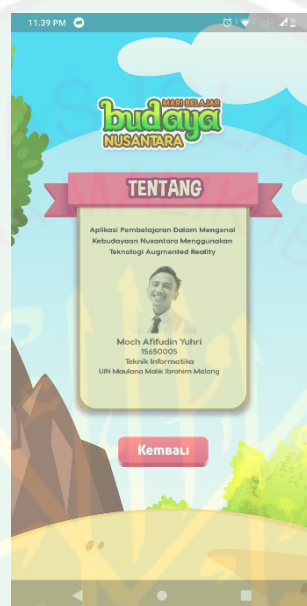 11.39 PM
MARI BELAJAR
budaya
NUSANTARA
TENTANG
Aplikasi Pembelajaran Dalam Mengenal
Kebudayaan Nusantara Menggunakan
Teknologi Augmented Reality
Moch Afifudin Yuhri
15650005
Teknik Informatika
UIN Maulana Malik Ibrahim Malang
Kembali